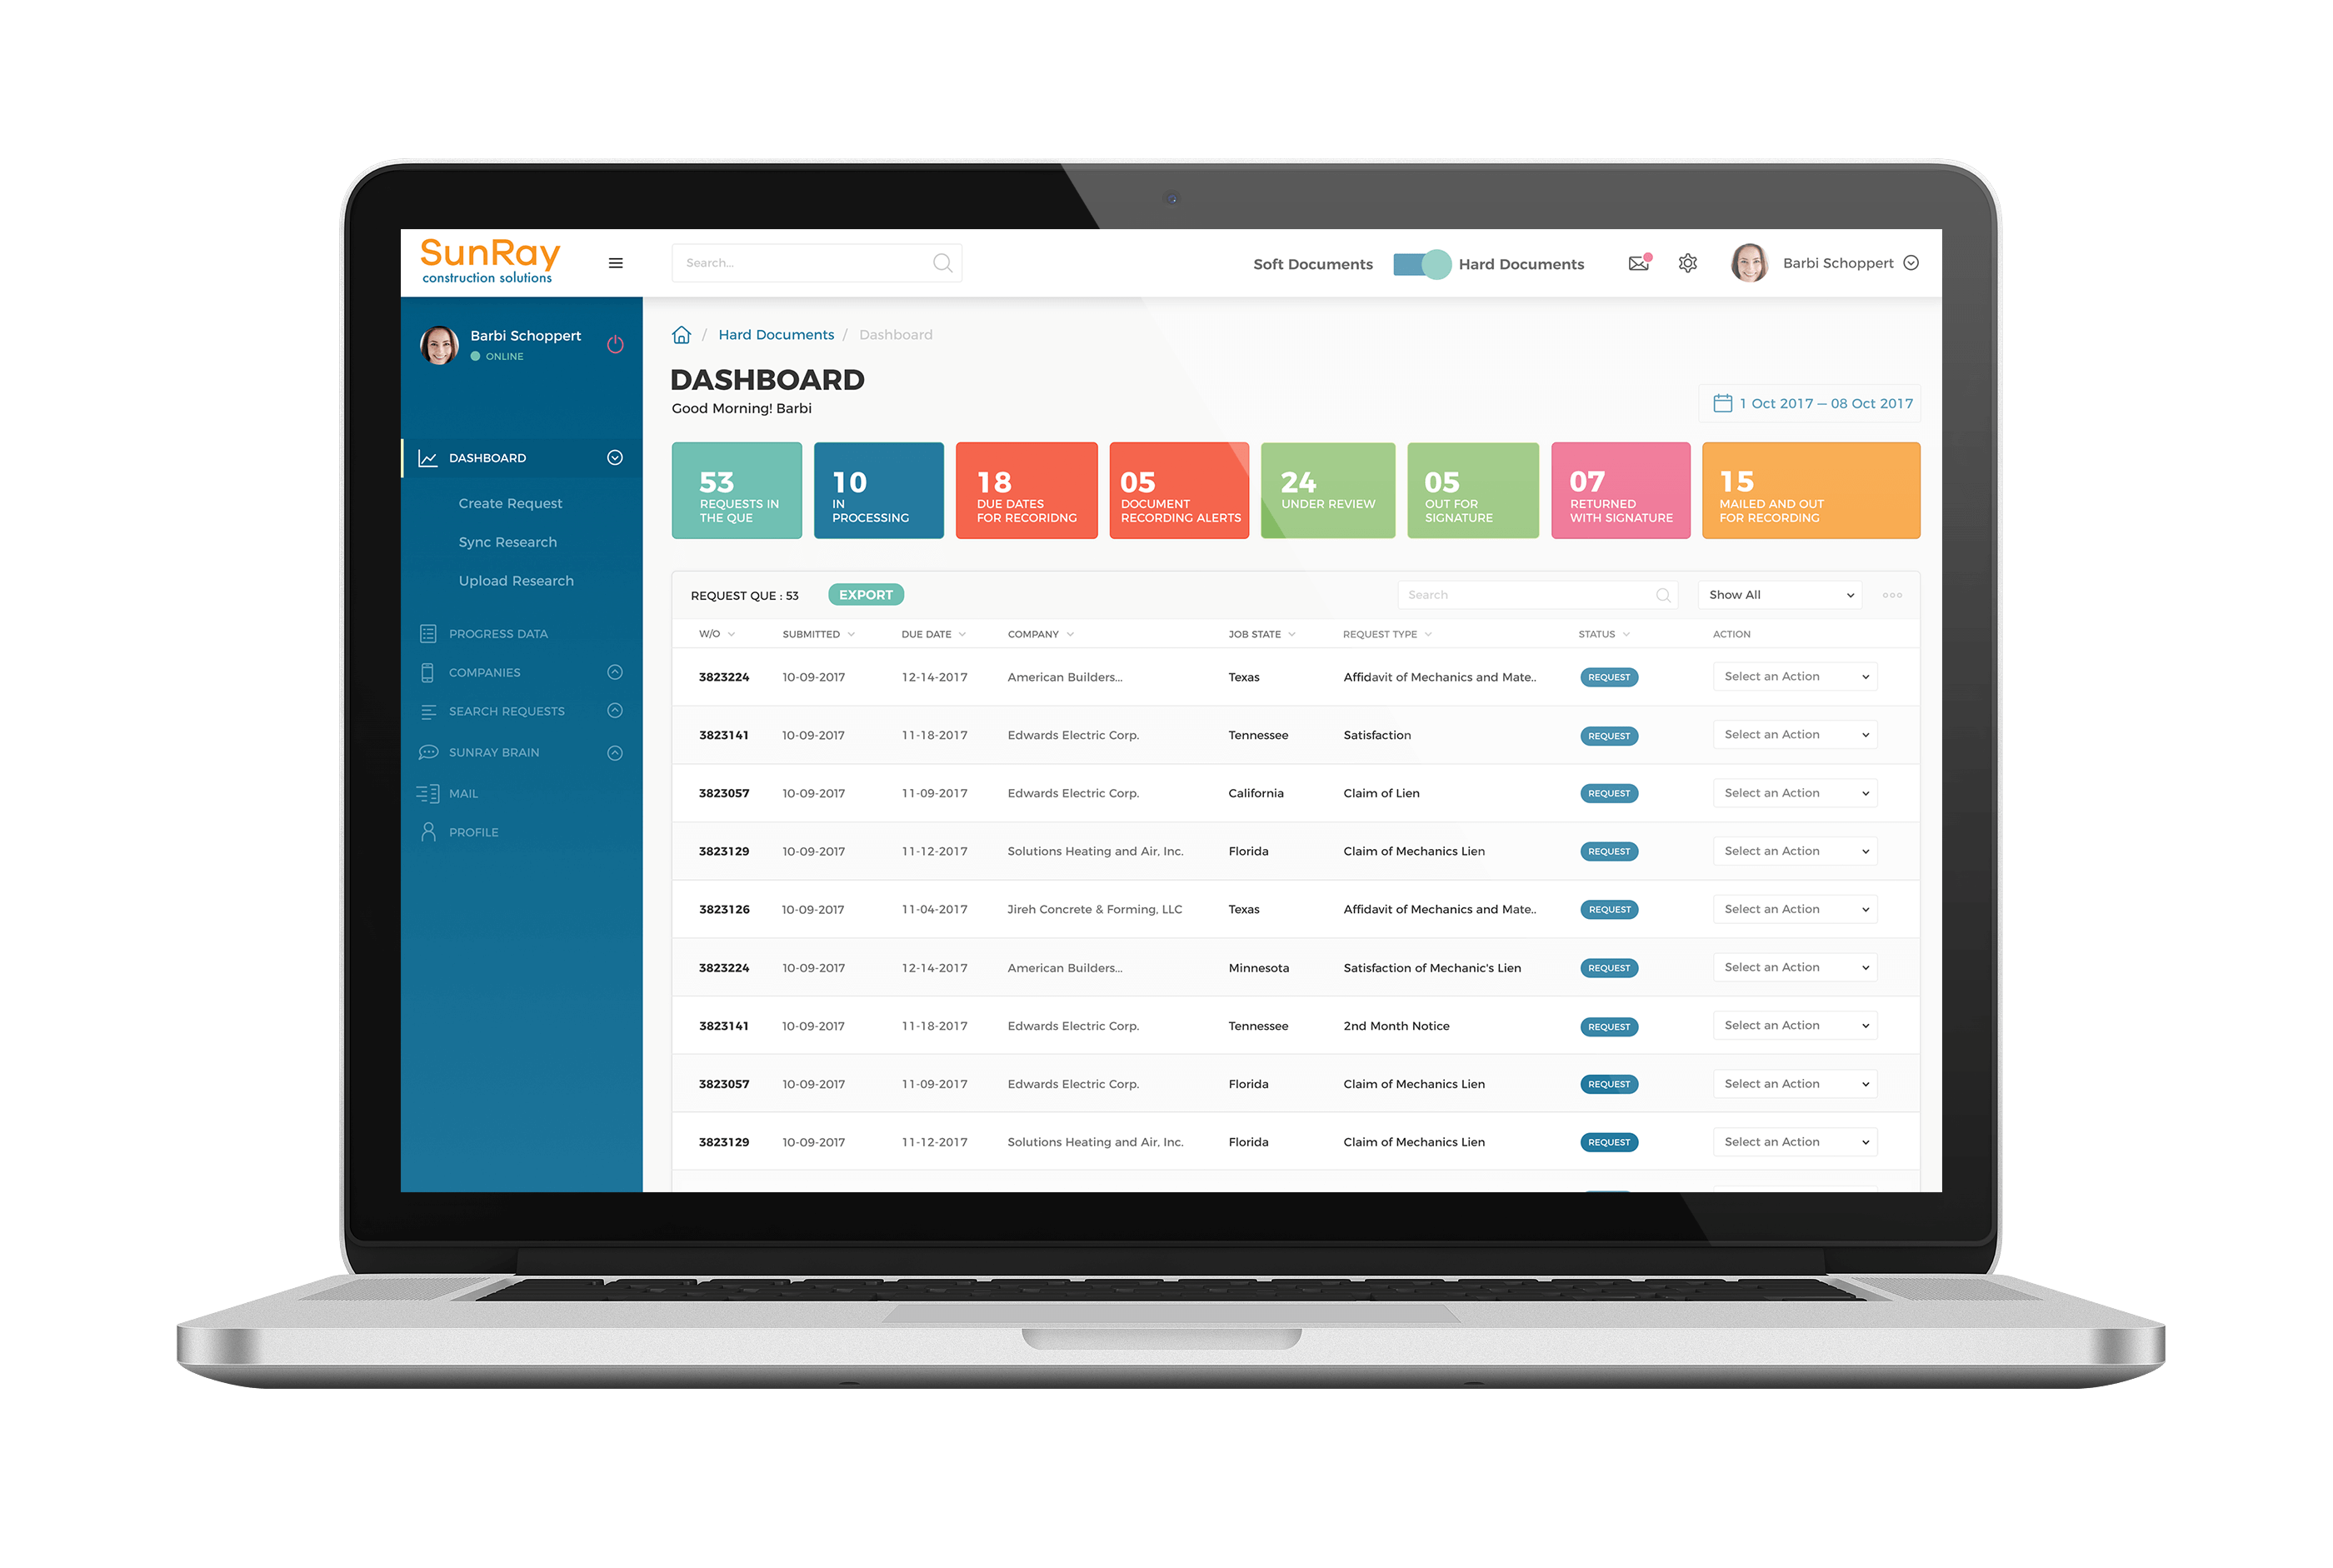 SunRay
construction solutions
Search...
Soft Documents
Hard Documents
Barbi Schoppert
Barbi Schoppert
ONLINE
DASHBOARD
Create Request
Sync Research
Upload Research
PROGRESS DATA
COMPANIES
SEARCH REQUESTS
SUNRAY BRAIN
MAIL
PROFILE
/ Hard Documents / Dashboard
DASHBOARD
Good Morning! Barbi
1 Oct 2017 — 08 Oct 2017
53
REQUESTS IN
THE QUE
10
IN
PROCESSING
18
DUE DATES
FOR RECORIDNG
05
DOCUMENT
RECORDING ALERTS
24
UNDER REVIEW
05
OUT FOR
SIGNATURE
07
RETURNED
WITH SIGNATURE
15
MAILED AND OUT
FOR RECORDING
REQUEST QUE : 53 EXPORT Search Show All
W/O SUBMITTED DUE DATE COMPANY JOB STATE REQUEST TYPE STATUS ACTION
3823224 10-09-2017 12-14-2017 American Builders... Texas Affidavit of Mechanics and Mate.. REQUEST Select an Action
3823141 10-09-2017 11-18-2017 Edwards Electric Corp. Tennessee Satisfaction REQUEST Select an Action
3823057 10-09-2017 11-09-2017 Edwards Electric Corp. California Claim of Lien REQUEST Select an Action
3823129 10-09-2017 11-12-2017 Solutions Heating and Air, Inc. Florida Claim of Mechanics Lien REQUEST Select an Action
3823126 10-09-2017 11-04-2017 Jireh Concrete & Forming, LLC Texas Affidavit of Mechanics and Mate.. REQUEST Select an Action
3823224 10-09-2017 12-14-2017 American Builders... Minnesota Satisfaction of Mechanic's Lien REQUEST Select an Action
3823141 10-09-2017 11-18-2017 Edwards Electric Corp. Tennessee 2nd Month Notice REQUEST Select an Action
3823057 10-09-2017 11-09-2017 Edwards Electric Corp. Florida Claim of Mechanics Lien REQUEST Select an Action
3823129 10-09-2017 11-12-2017 Solutions Heating and Air, Inc. Florida Claim of Mechanics Lien REQUEST Select an Action